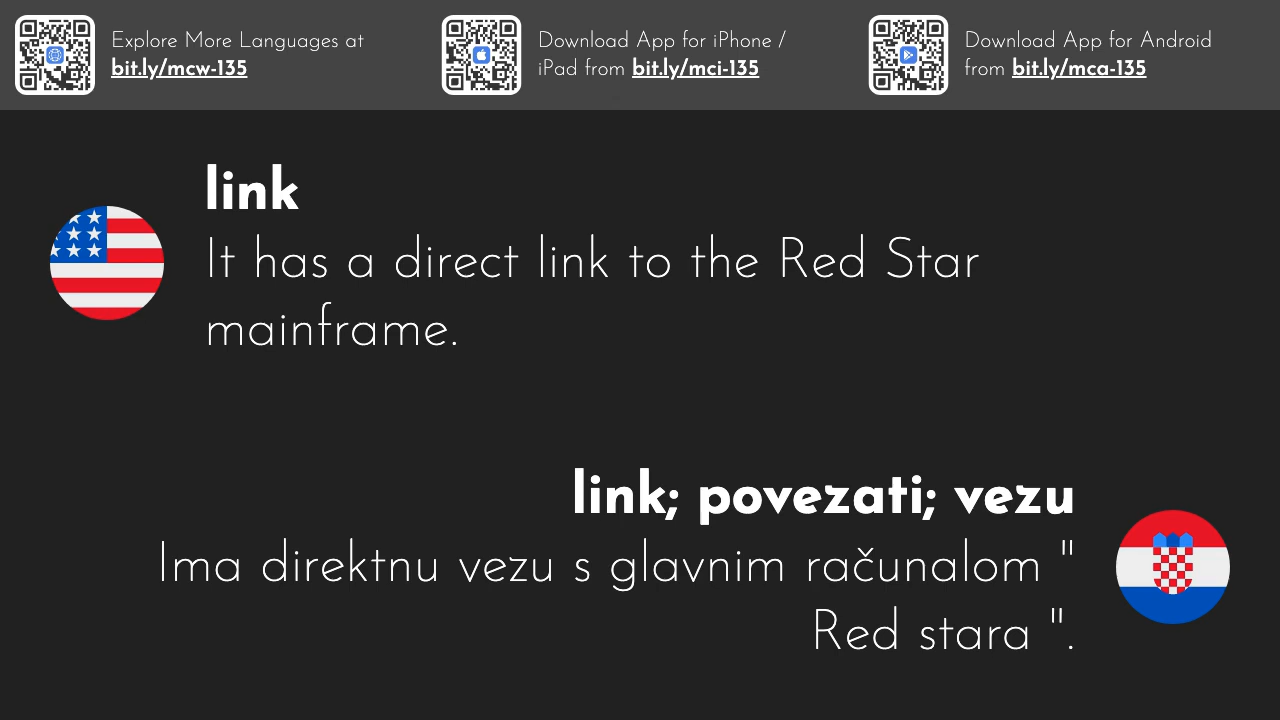 Explore More Languages at
bit.ly/mcw-135
Download App for iPhone /
iPad from bit.ly/mci-135
Download App for Android
from bit.ly/mca-135
link
It has a direct link to the Red Star
mainframe.
link; povezati; vezu
Ima direktnu vezu s glavnim računalom "
Red stara ".